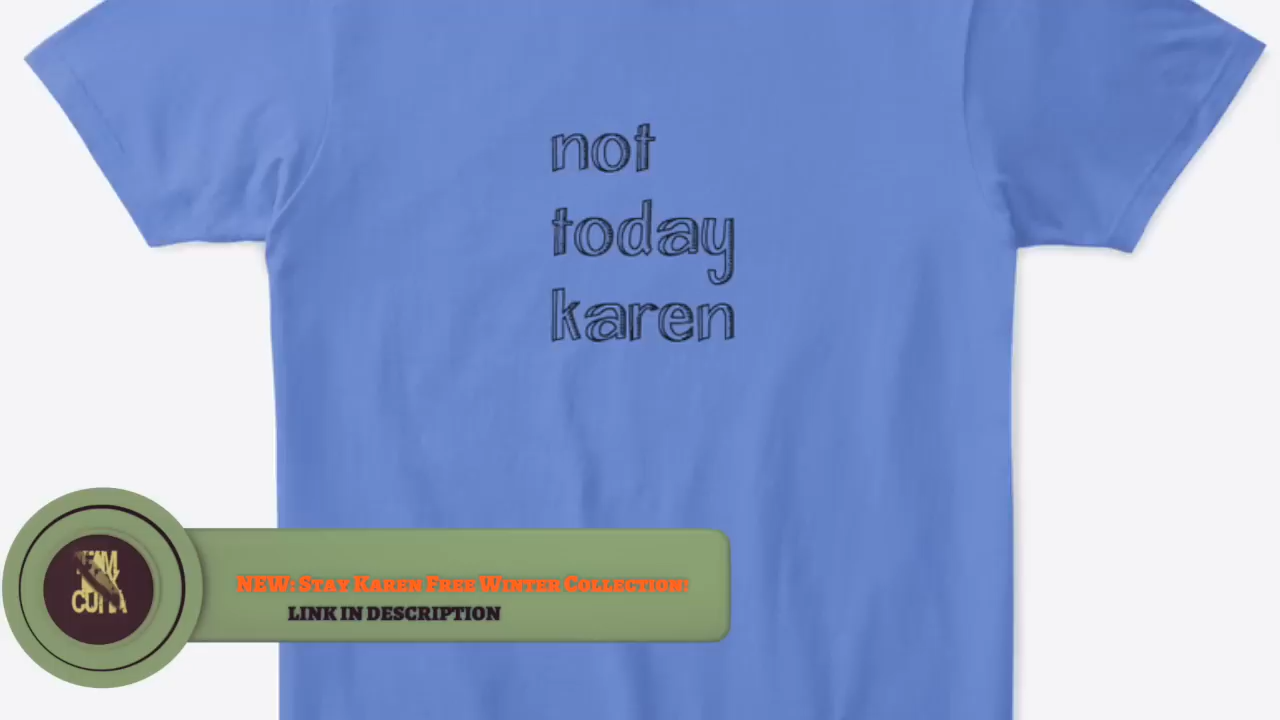 not
today
karen
NEW: Stay Karen Free Winter Collection!
LINK IN DESCRIPTION